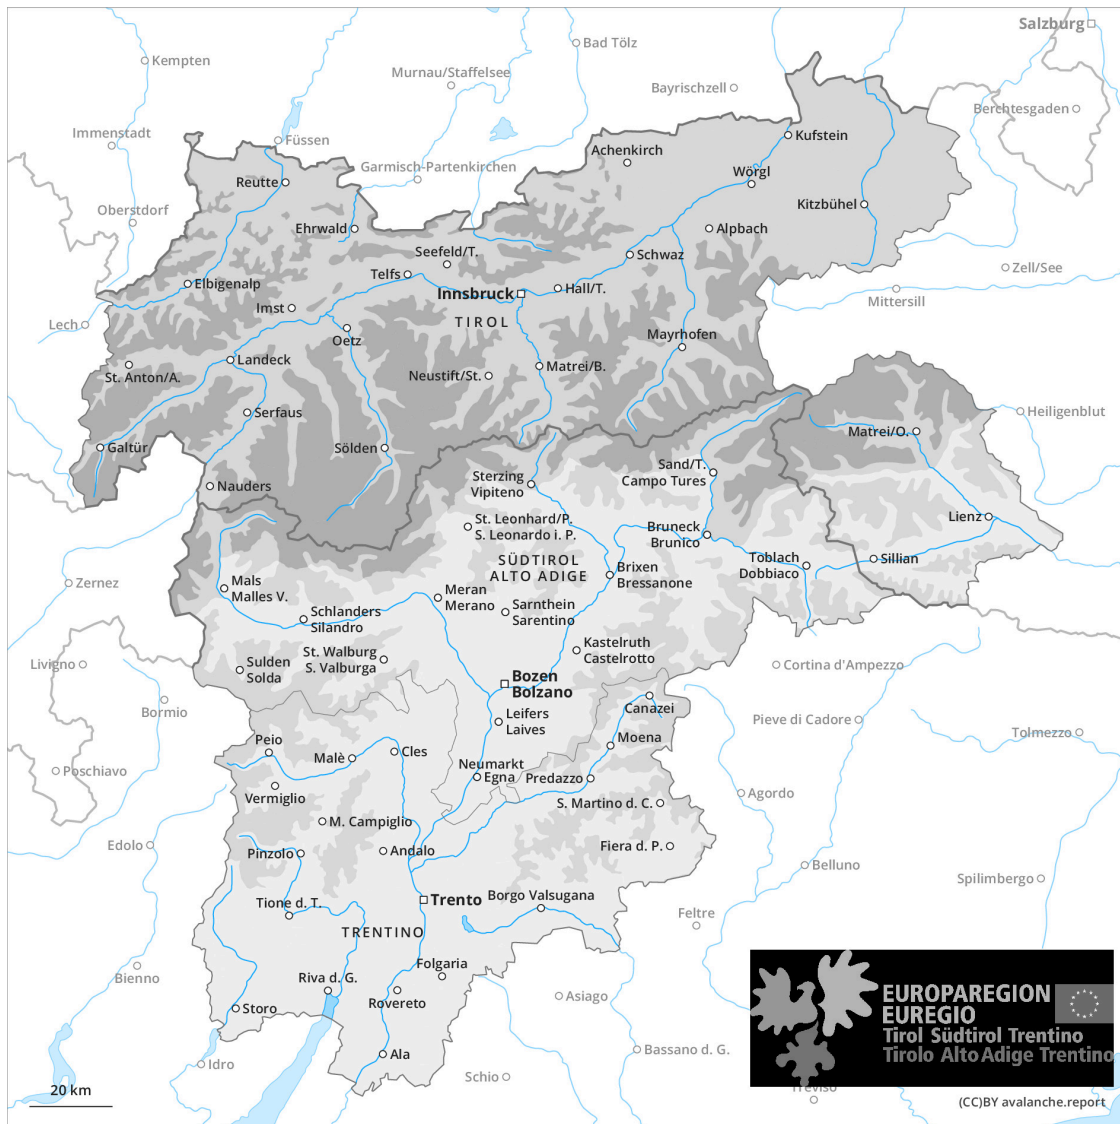 Salzburg
Bad Tölz
Kempten
Murnau/Staffelsee
Bayrischzell
Berchtesgaden
Immenstadt
Füssen
Kufstein
Achenkirch
Garmisch-Partenkirchen
Wörgl
Reutte
Kitzbühel
Oberstdorf
Ehrwald
Alpbach
Seefeld/T.
Schwaz
Telfs
Zell/See
Elbigenalp
Hall/T.
Innsbruck
Mittersill
Imst
TIROL
Lech
Oetz
Mayrhofen
Landeck
Matrei/B.
St. Anton/A.
Neustift/St.
Serfaus
Heiligenblut
Matrei/O.
Galtür
Sölden
Sand/T.
Campo Tures
Sterzing
Vipiteno
Nauders
St. Leonhard/P.
S. Leonardo i. P.
Lienz
Bruneck
Brunico
SÜDTIROL
ALTO ADIGE
Toblach
Dobbiaco
Sillian
Brixen
Bressanone
Zernez
Mals
Malles V.
Meran
Merano
Sarnthein
Sarentino
Schlanders
Silandro
Kastelruth
Castelrotto
St. Walburg
S. Valburga
Livigno
Sulden
Solda
Cortina d'Ampezzo
Bozen
Bolzano
Canazei
Bormio
Leifers
Laives
Pieve di Cadore
Tolmezzo
Moena
Peio
Cles
Malè
Poschiavo
Neumarkt
Egna
Predazzo
Vermiglio
Agordo
S. Martino d. C.
M. Campiglio
Edolo
Pinzolo
Andalo
Fiera d. P.
Belluno
Spilimbergo
Borgo Valsugana
Trento
Tione d. T.
Feltre
TRENTINO
Bienno
Folgaria
Riva d. G.
Rovereto
Asiago
Storo
EUROPAREGION
EUREGIO
Tirol Südtirol Trentino
Tirolo Alto Adige Trentino
Ala
Bassano d. G.
Idro
Schio
Treviso
20 km
(CC)BY avalanche.report